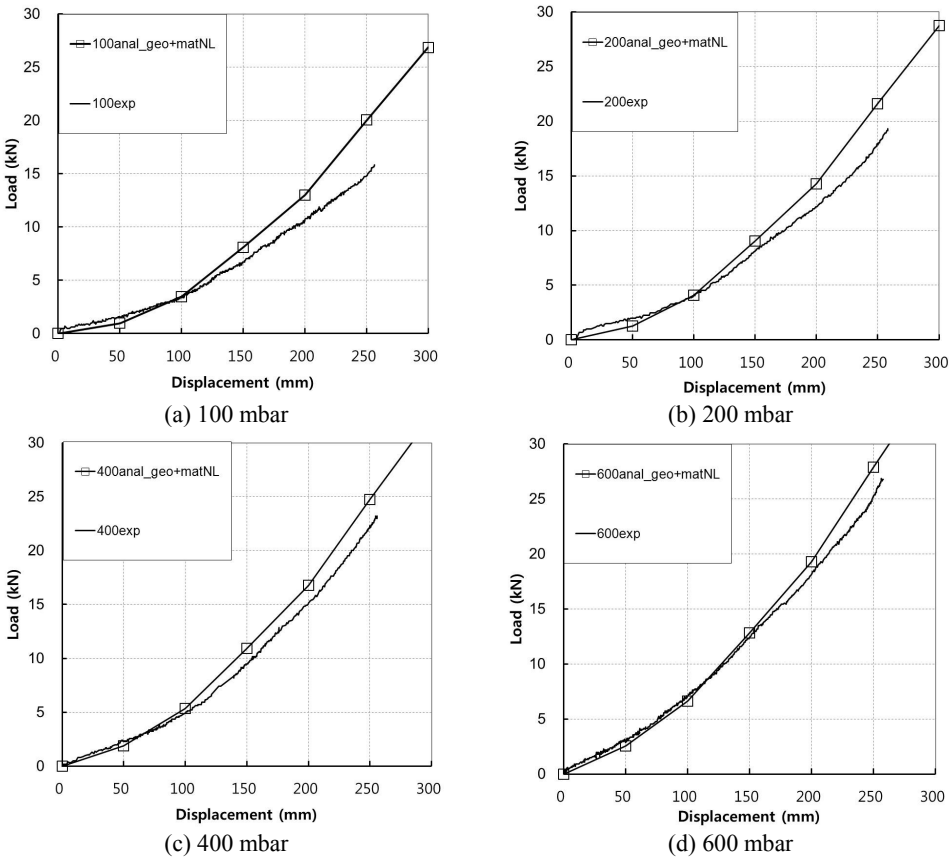 30
25
20
15
10
5
0
Load (kN)
100anal_geo+matNL
100exp
0 50 100 150 200 250 300
Displacement (mm)
(a) 100 mbar
30
25
20
15
10
5
0
Load (kN)
200anal_geo+matNL
200exp
0 50 100 150 200 250 300
Displacement (mm)
(b) 200 mbar
30
25
20
15
10
5
0
Load (kN)
400anal_geo+matNL
400exp
0 50 100 150 200 250 300
Displacement (mm)
(c) 400 mbar
30
25
20
15
10
5
0
Load (kN)
600anal_geo+matNL
600exp
0 50 100 150 200 250 300
Displacement (mm)
(d) 600 mbar